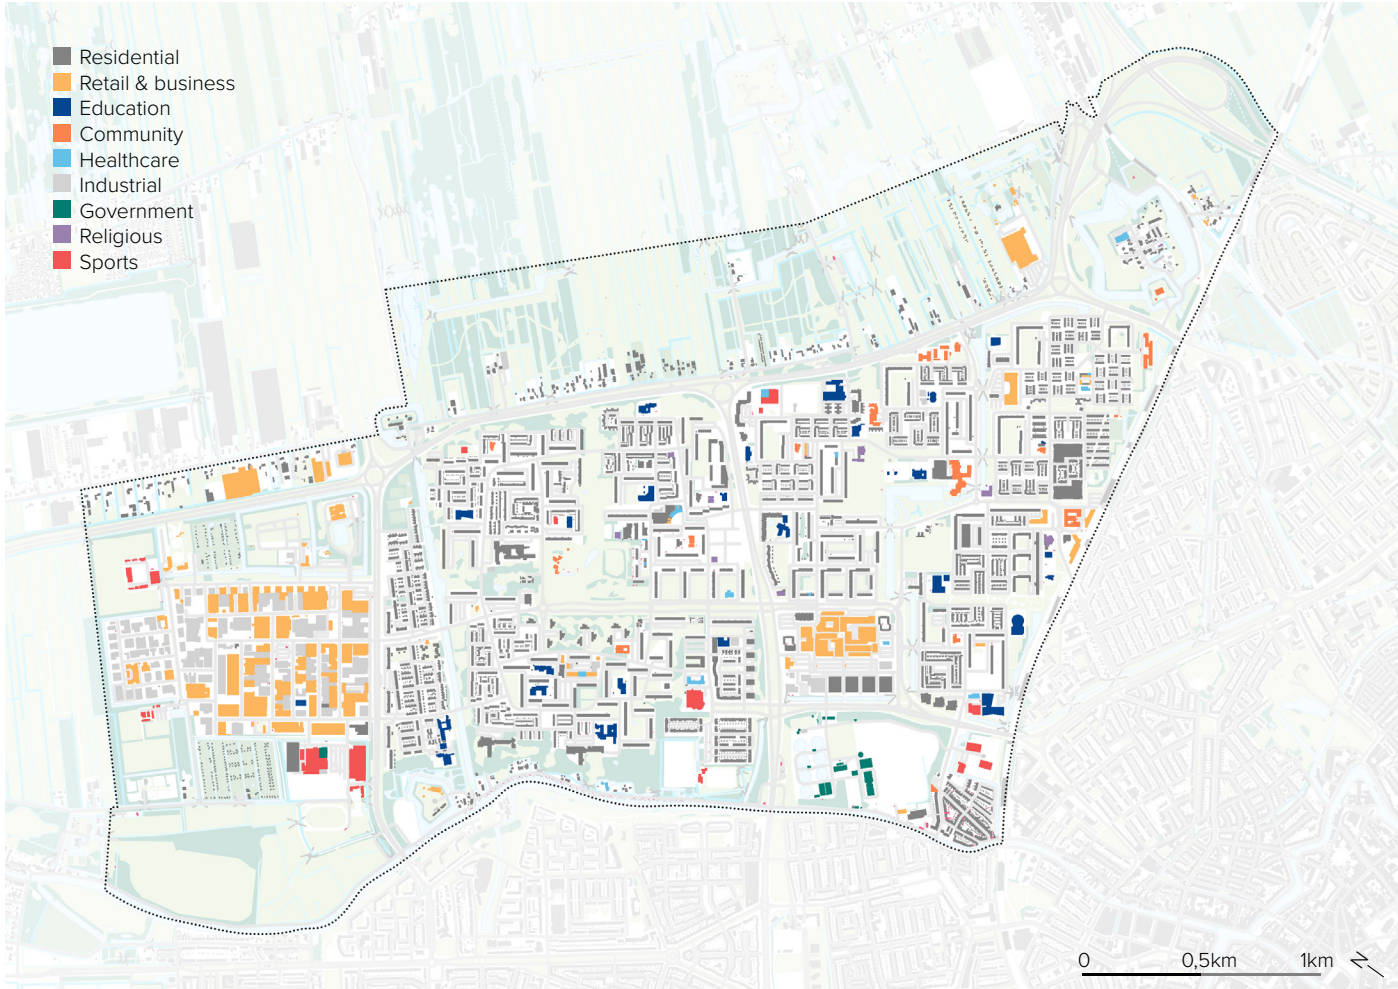 Residential
Retail & business
Education
Community
Healthcare
Industrial
Government
Religious
Sports
0 0,5km 1km N